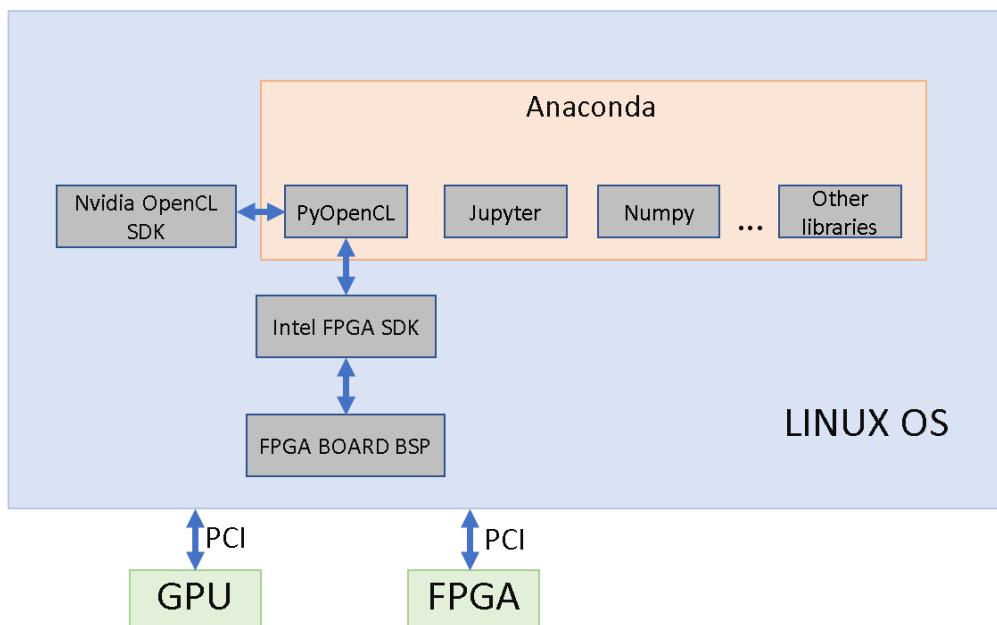 Anaconda
Nvidia OpenCL
SDK
PyOpenCL
Jupyter
Numpy
...
Other
libraries
Intel FPGA SDK
FPGA BOARD BSP
LINUX OS
PCI
PCI
GPU
FPGA